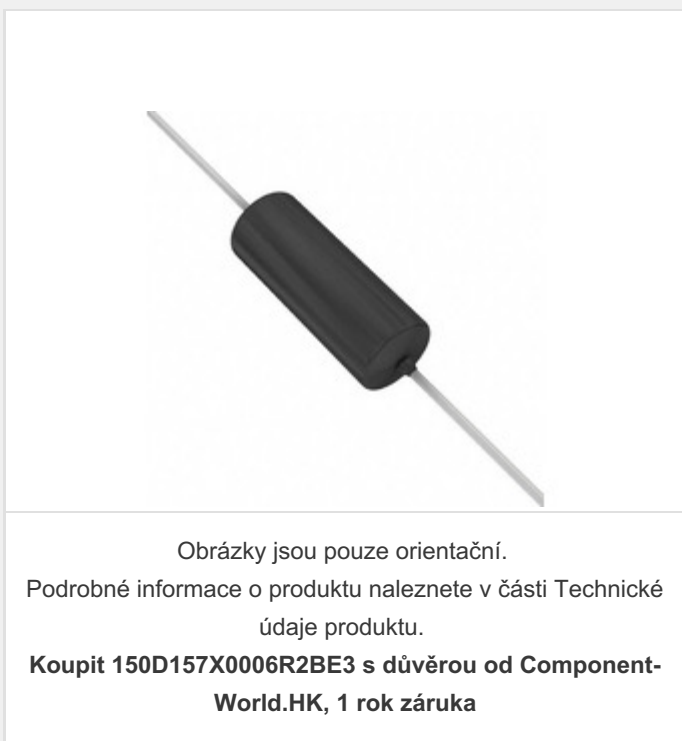 Obrázky jsou pouze orientační.
Podrobné informace o produktu naleznete v části Technické
údaje produktu.
Koupit 150D157X0006R2BE3 s důvěrou od Component-
World.HK, 1 rok záruka